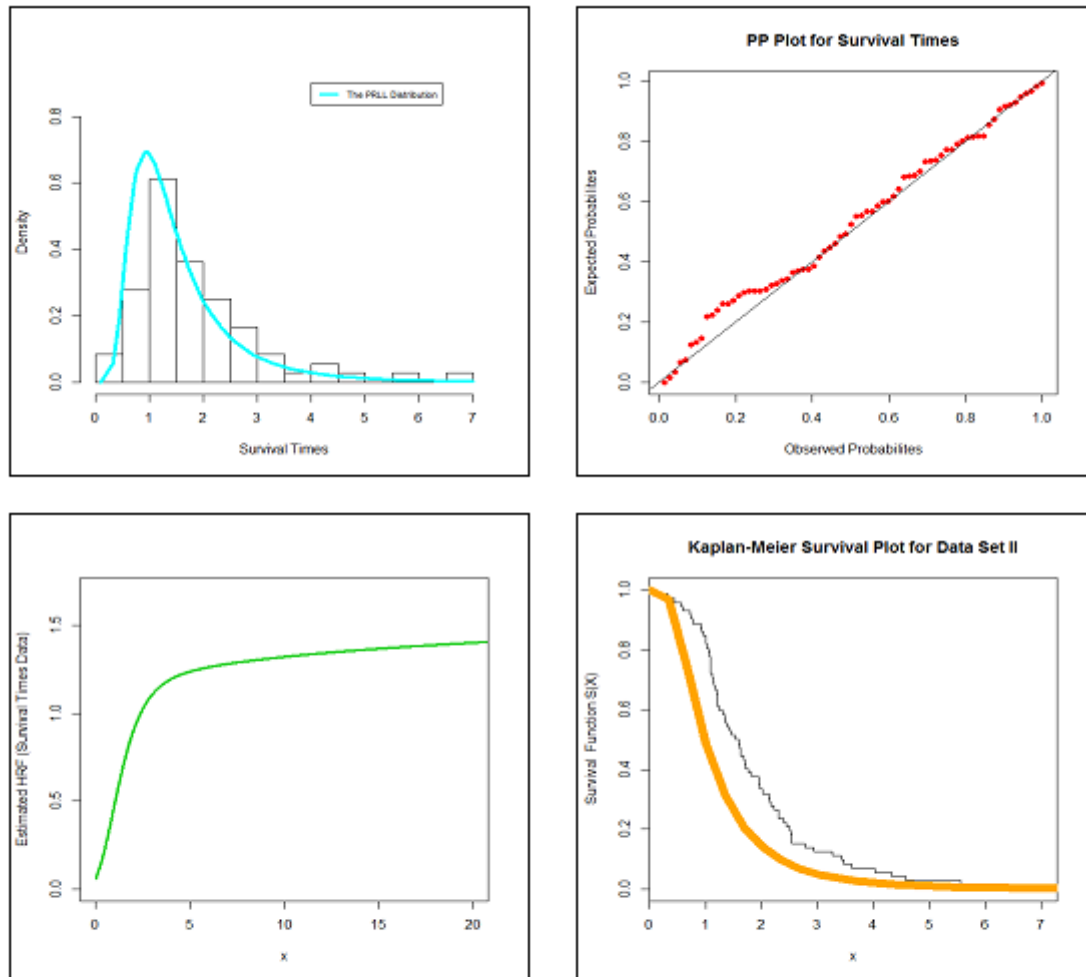 The PRLL Distribution
Density
0.0 0.2 0.4 0.6 0.8
0 1 2 3 4 5 6 7
Survival Times
PP Plot for Survival Times
Expected Probabilites
0.0 0.2 0.4 0.6 0.8 1.0
0.0 0.2 0.4 0.6 0.8 1.0
Observed Probabilites
Estimated HRF (Survival Times Data)
0.0 0.5 1.0 1.5
0 5 10 15 20
x
Kaplan-Meier Survival Plot for Data Set II
Survival Function S(X)
0.0 0.2 0.4 0.6 0.8 1.0
0 1 2 3 4 5 6 7
x